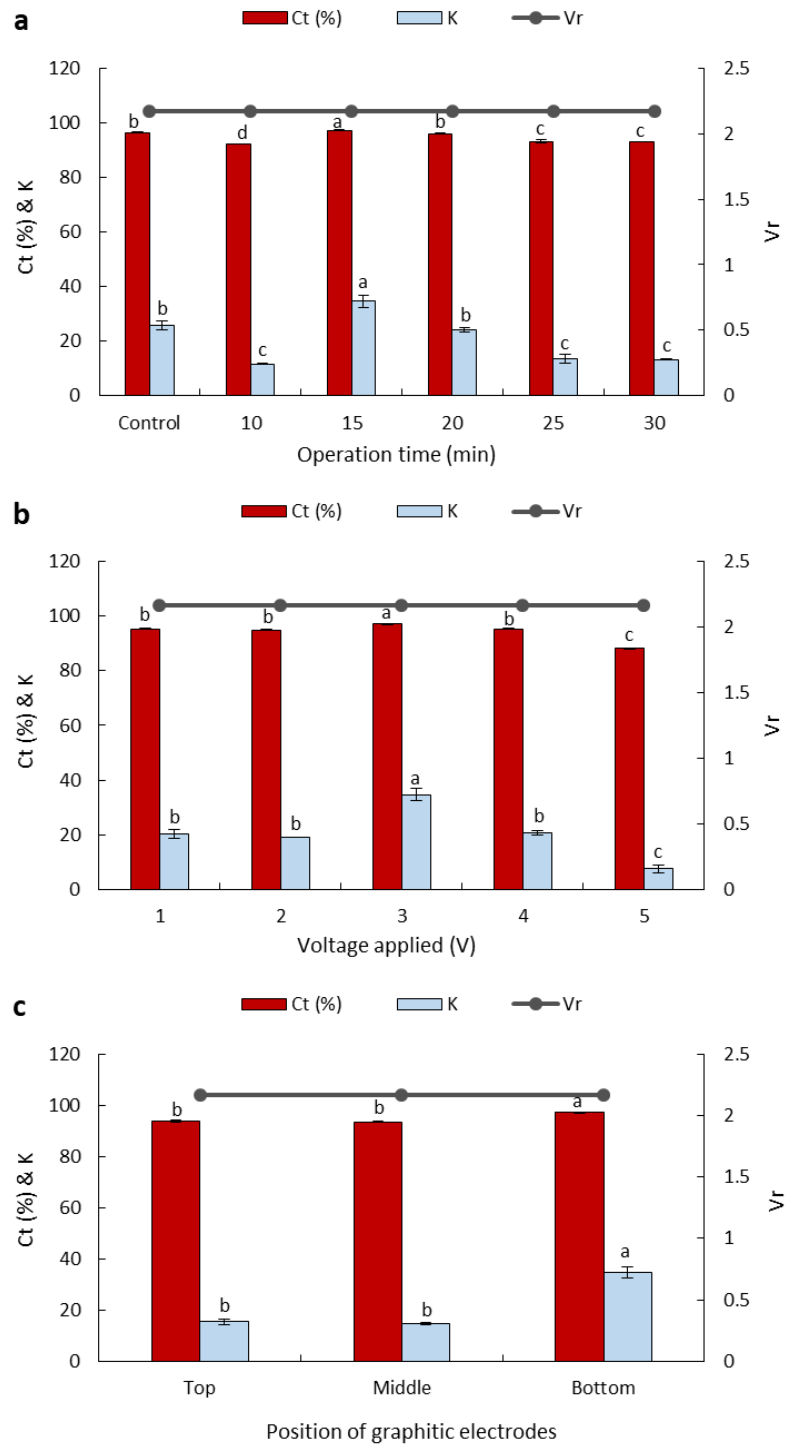 a
Ct (%) K Vr
120 2.5
100 2
80 1.5
60
40 1
20 0.5
0 0
b d a b c c
b c a b c c
Ct (%) & K
Vr
Control 10 15 20 25 30
Operation time (min)
b
Ct (%) K Vr
120 2.5
100 2
80 1.5
60
40 1
20 0.5
0 0
b b a b c
b b a b c
Ct (%) & K
Vr
1 2 3 4 5
Voltage applied (V)
c
Ct (%) K Vr
120 2.5
100 2
80 1.5
60
40 1
20 0.5
0 0
b b a
b b a
Ct (%) & K
Vr
Top Middle Bottom
Position of graphitic electrodes